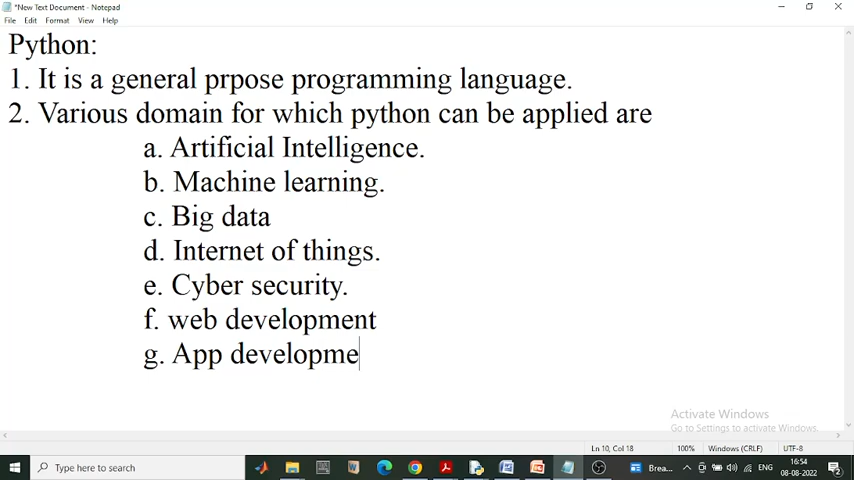 *New Text Document - Notepad
File Edit Format View Help
Python:
1. It is a general prpose programming language.
2. Various domain for which python can be applied are
a. Artificial Intelligence.
b. Machine learning.
c. Big data
d. Internet of things.
e. Cyber security.
f. web development
g. App developme
Activate Windows
Go to Settings to activate Windows.
Ln 10, Col 18 100% Windows (CRLF) UTF-8
Type here to search
Brea... ENG 16:54
08-08-2022
2